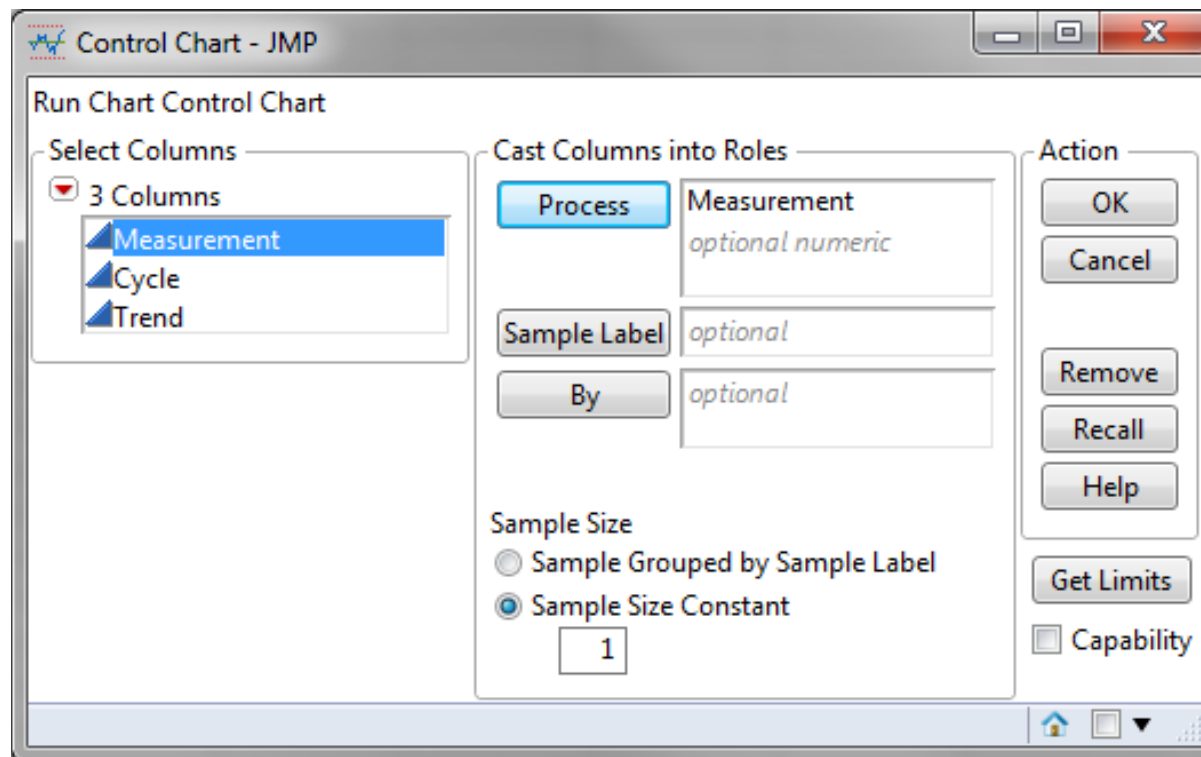 Control Chart - JMP
Run Chart Control Chart
Select Columns
3 Columns
Measurement
Cycle
Trend
Cast Columns into Roles
Process
Measurement
optional numeric
Sample Label
optional
By
optional
Sample Size
Sample Grouped by Sample Label
Sample Size Constant
1
Action
OK
Cancel
Remove
Recall
Help
Get Limits
Capability